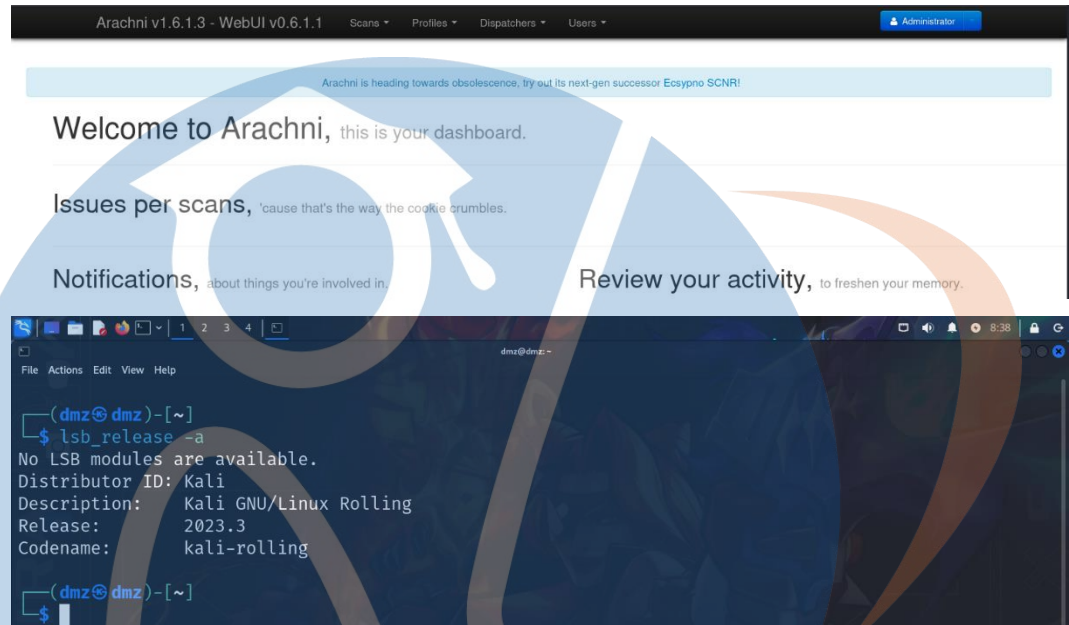 Arachni v1.6.1.3 - WebUI v0.6.1.1 Scans Profiles Dispatchers Users Administrator
Arachni is heading towards obsolescence, try out its next-gen successor Ecsypno SCNR!
Welcome to Arachni, this is your dashboard.
Issues per scans, 'cause that's the way the cookie crumbles.
Notifications, about things you're involved in. Review your activity, to freshen your memory.
1 2 3 4 8:38
dmz@dmz: ~
File Actions Edit View Help
(dmz㉿dmz)-[~]
$ lsb_release -a
No LSB modules are available.
Distributor ID: Kali
Description: Kali GNU/Linux Rolling
Release: 2023.3
Codename: kali-rolling
(dmz㉿dmz)-[~]
$